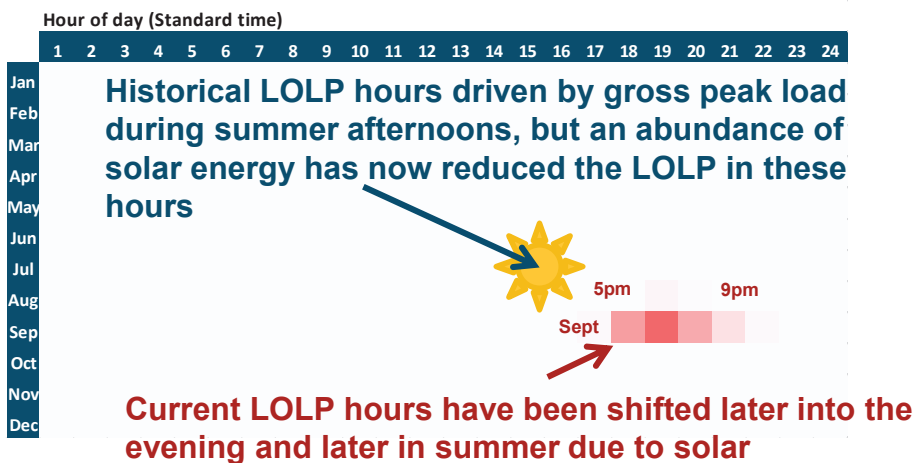 Hour of day (Standard time)
1 2 3 4 5 6 7 8 9 10 11 12 13 14 15 16 17 18 19 20 21 22 23 24
Jan
Feb
Mar
Apr
May
Jun
Jul
Aug
Sep
Oct
Nov
Dec
Historical LOLP hours driven by gross peak load
during summer afternoons, but an abundance of
solar energy has now reduced the LOLP in these
hours
5pm 9pm
Sept
Current LOLP hours have been shifted later into the
evening and later in summer due to solar